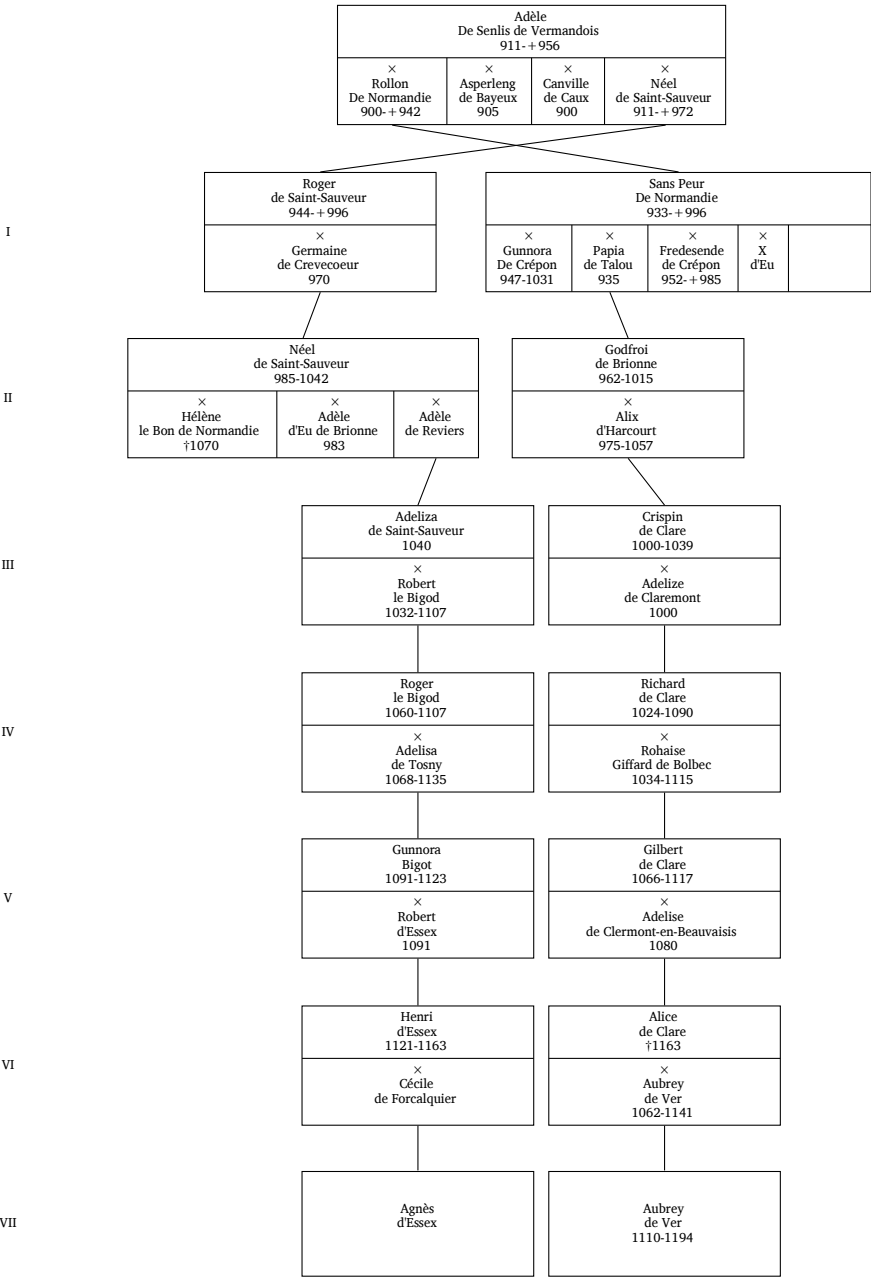 Adèle
De Senlis de Vermandois
911-+956
×
Rollon
De Normandie
900-+942
×
Asperleng
de Bayeux
905
×
Canville
de Caux
900
×
Néel
de Saint-Sauveur
911-+972
I
Roger
de Saint-Sauveur
944-+996
×
Germaine
de Crevecoeur
970
Sans Peur
De Normandie
933-+996
×
Gunnora
De Crépon
947-1031
×
Papia
de Talou
935
×
Fredesende
de Crépon
952-+985
×
X
d'Eu
II
Néel
de Saint-Sauveur
985-1042
×
Hélène
le Bon de Normandie
†1070
×
Adèle
d'Eu de Brionne
983
×
Adèle
de Reviers
Godfroi
de Brionne
962-1015
×
Alix
d'Harcourt
975-1057
III
Adeliza
de Saint-Sauveur
1040
×
Robert
le Bigod
1032-1107
Crispin
de Clare
1000-1039
×
Adelize
de Claremont
1000
IV
Roger
le Bigod
1060-1107
×
Adelisa
de Tosny
1068-1135
Richard
de Clare
1024-1090
×
Rohaise
Giffard de Bolbec
1034-1115
V
Gunnora
Bigot
1091-1123
×
Robert
d'Essex
1091
Gilbert
de Clare
1066-1117
×
Adelise
de Clermont-en-Beauvaisis
1080
VI
Henri
d'Essex
1121-1163
×
Cécile
de Forcalquier
Alice
de Clare
†1163
×
Aubrey
de Ver
1062-1141
VII
Agnès
d'Essex
Aubrey
de Ver
1110-1194